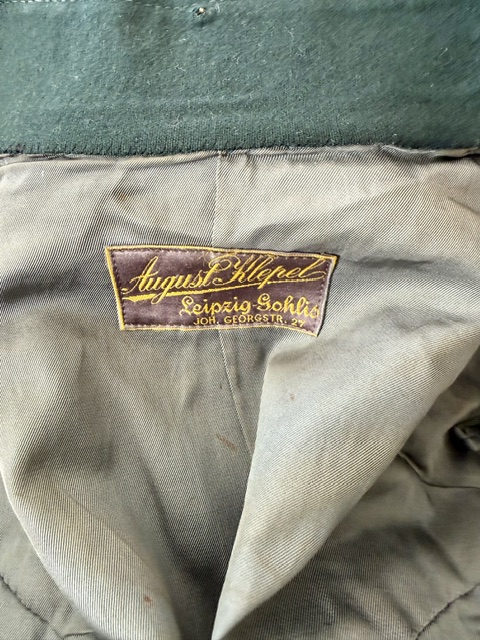 August Klepel
Leipzig-Gohlis
JOH. GEORGSTR. 27